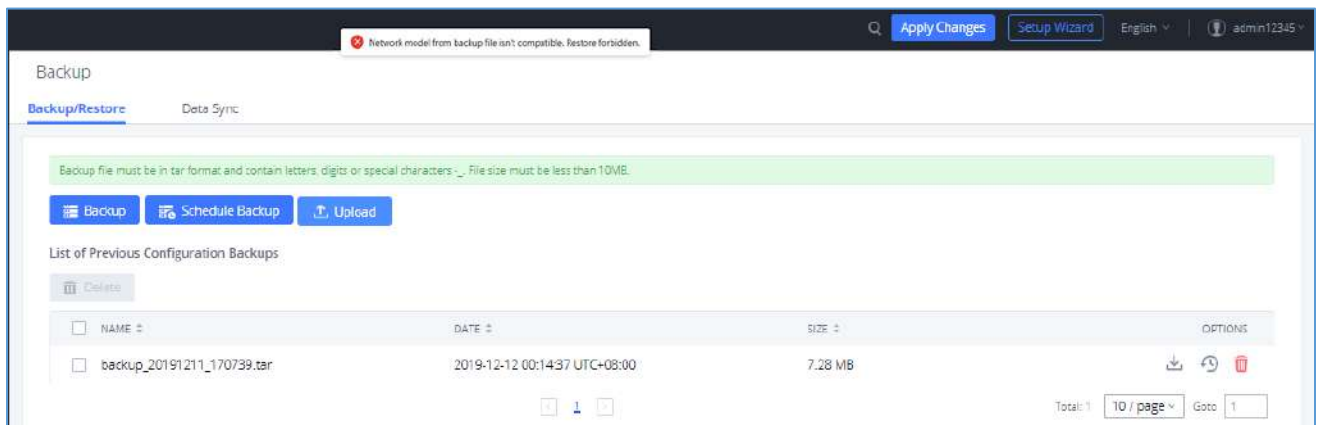 Apply Changes Setup Wizard English admin12345
Network model from backup file isn't compatible. Restore forbidden.
Backup
Backup/Restore Data Sync
Backup file must be in tar format and contain letters, digits or special characters -_. File size must be less than 10MB.
Backup Schedule Backup Upload
List of Previous Configuration Backups
Delete
NAME DATE SIZE OPTIONS
backup_20191211_170739.tar 2019-12-12 00:14:37 UTC+08:00 7.28 MB
1 Total: 1 10 / page Goto 1